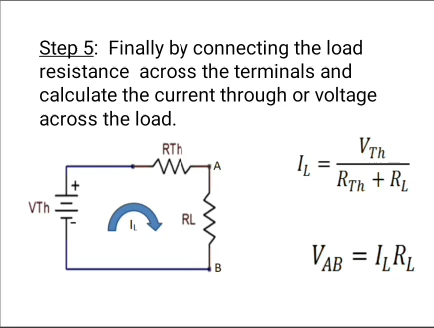 Step 5: Finally by connecting the load
resistance across the terminals and
calculate the current through or voltage
across the load.
RTh
A
+
VTh
-
I_L
RL
B
I_L = V_Th / (R_Th + R_L)
V_AB = I_L R_L